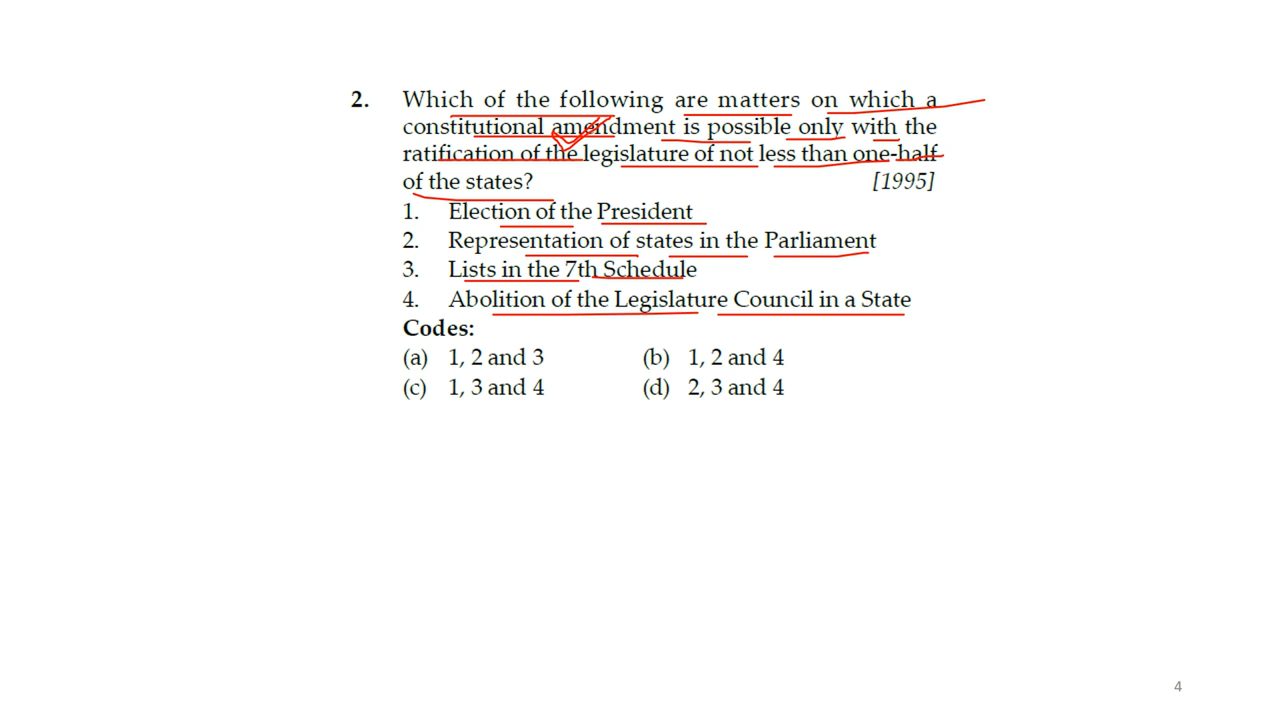 2. Which of the following are matters on which a
constitutional amendment is possible only with the
ratification of the legislature of not less than one-half
of the states? [1995]
1. Election of the President
2. Representation of states in the Parliament
3. Lists in the 7th Schedule
4. Abolition of the Legislature Council in a State
Codes:
(a) 1, 2 and 3 (b) 1, 2 and 4
(c) 1, 3 and 4 (d) 2, 3 and 4
4